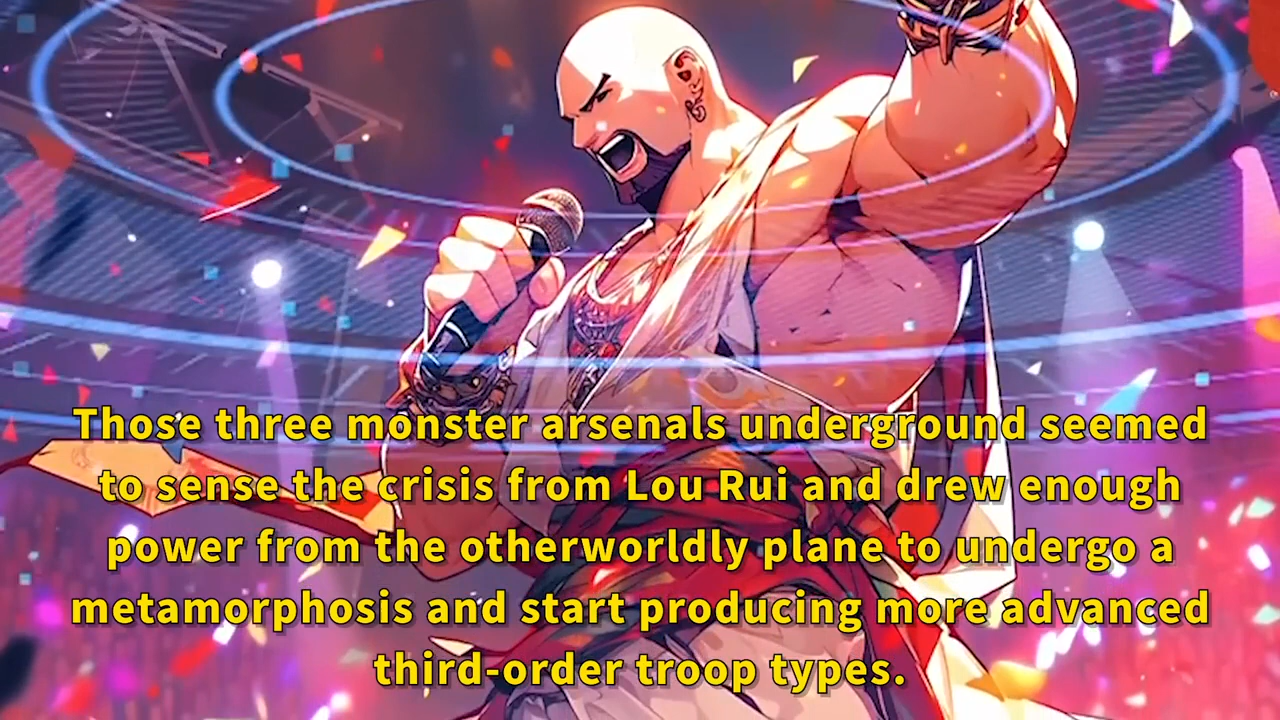 Those three monster arsenals underground seemed
to sense the crisis from Lou Rui and drew enough
power from the otherworldly plane to undergo a
metamorphosis and start producing more advanced
third-order troop types.